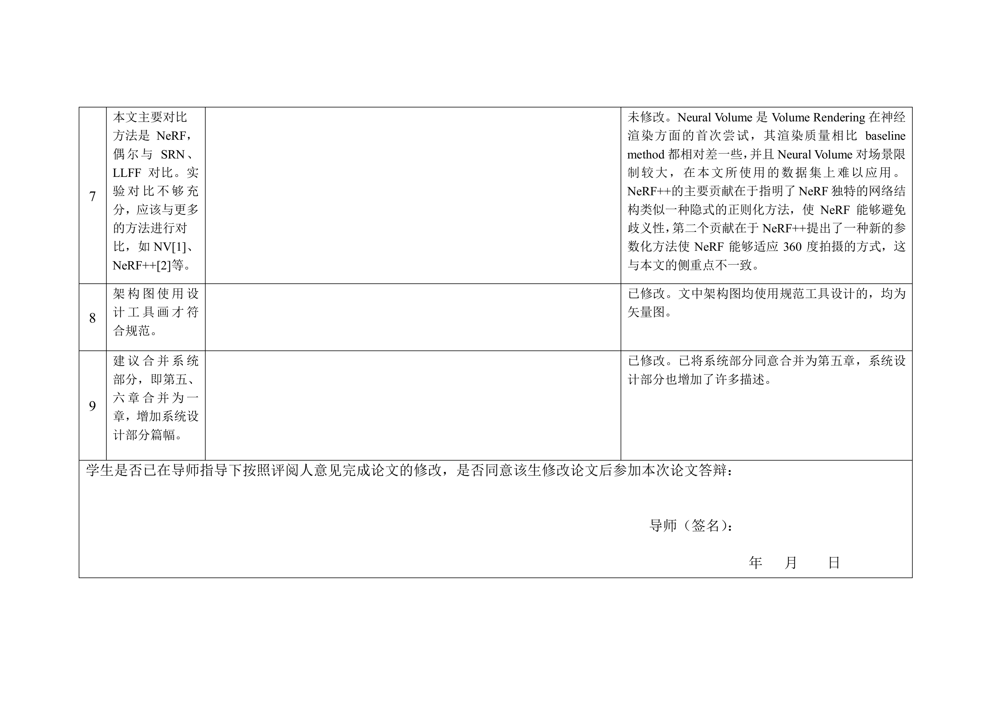 7
本文主要对比
方法是 NeRF，
偶尔与 SRN、
LLFF 对比。实
验对比不够充
分，应该与更多
的方法进行对
比，如 NV[1]、
NeRF++[2]等。
未修改。Neural Volume 是 Volume Rendering 在神经
渲染方面的首次尝试，其渲染质量相比 baseline
method 都相对差一些，并且 Neural Volume 对场景限
制较大，在本文所使用的数据集上难以应用。
NeRF++的主要贡献在于指明了 NeRF 独特的网络结
构类似一种隐式的正则化方法，使 NeRF 能够避免
歧义性，第二个贡献在于 NeRF++提出了一种新的参
数化方法使 NeRF 能够适应 360 度拍摄的方式，这
与本文的侧重点不一致。
8
架构图使用设
计工具画才符
合规范。
已修改。文中架构图均使用规范工具设计的，均为
矢量图。
9
建议合并系统
部分，即第五、
六章合并为一
章，增加系统设
计部分篇幅。
已修改。已将系统部分同意合并为第五章，系统设
计部分也增加了许多描述。
学生是否已在导师指导下按照评阅人意见完成论文的修改，是否同意该生修改论文后参加本次论文答辩：
导师（签名）：
年 月 日